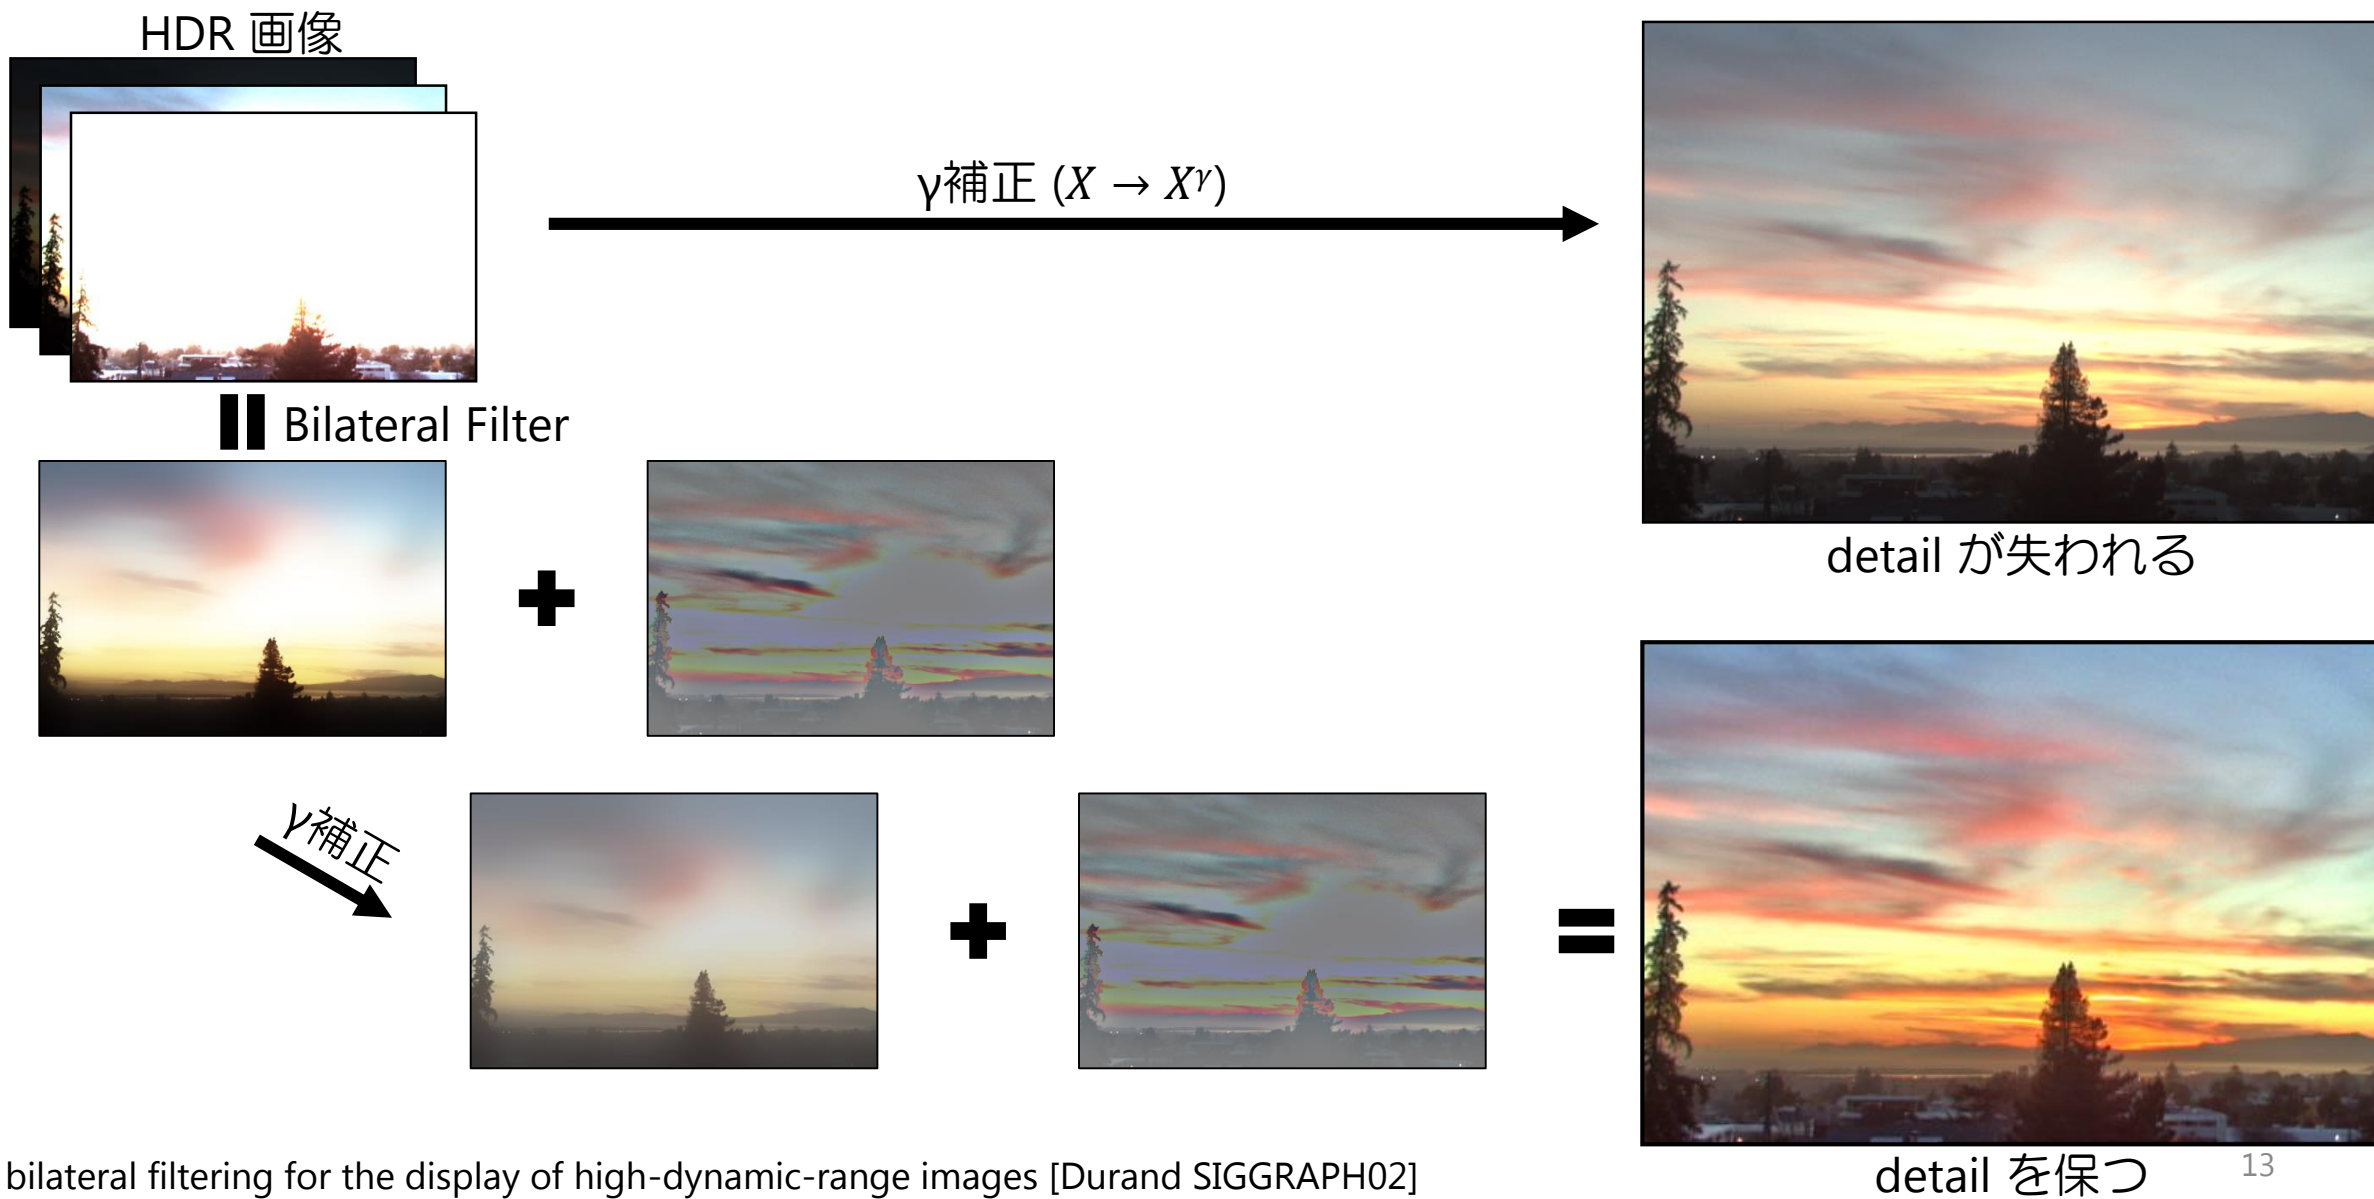 HDR 画像
γ補正 (X → X^γ)
Bilateral Filter
detail が失われる
γ補正
detail を保つ
bilateral filtering for the display of high-dynamic-range images [Durand SIGGRAPH02]
13